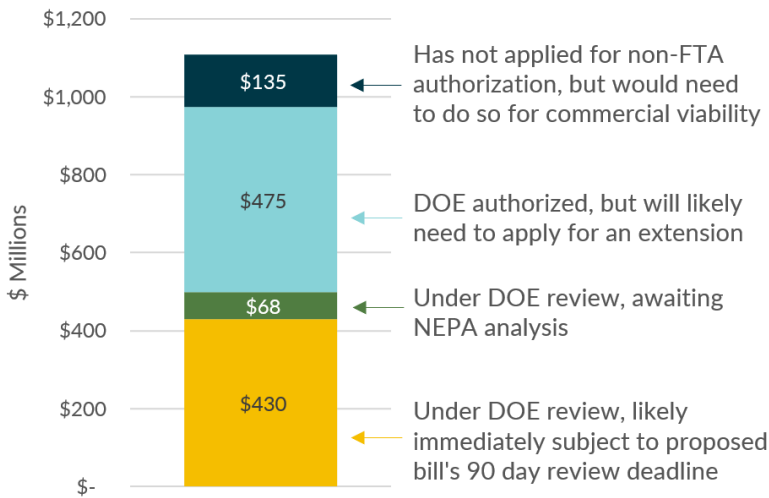 $1,200
$1,000
$800
$600
$400
$200
$-
$ Millions
$135
$475
$68
$430
Has not applied for non-FTA
authorization, but would need
to do so for commercial viability
DOE authorized, but will likely
need to apply for an extension
Under DOE review, awaiting
NEPA analysis
Under DOE review, likely
immediately subject to proposed
bill's 90 day review deadline